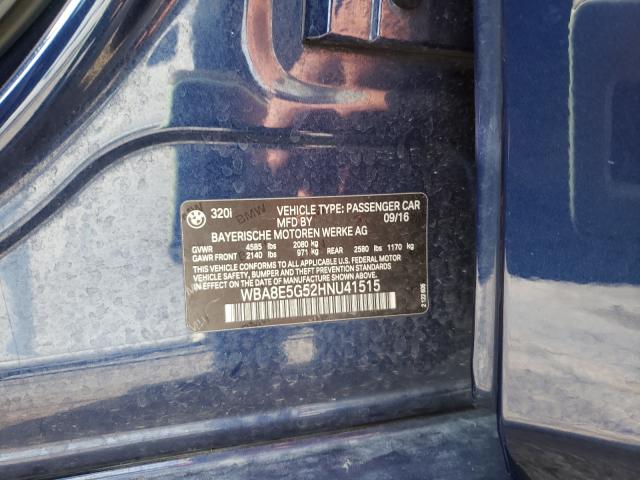 320i VEHICLE TYPE: PASSENGER CAR
MFD BY 09/16
BAYERISCHE MOTOREN WERKE AG
GVWR 4585 lbs 2080 kg
GAWR FRONT 2140 lbs 971 kg REAR 2580 lbs 1170 kg
THIS VEHICLE CONFORMS TO ALL APPLICABLE FEDERAL MOTOR
VEHICLE SAFETY, BUMPER, AND THEFT PREVENTION STANDARDS
IN EFFECT ON THE DATE OF MANUFACTURE SHOWN ABOVE.
WBA8E5G52HNU41515